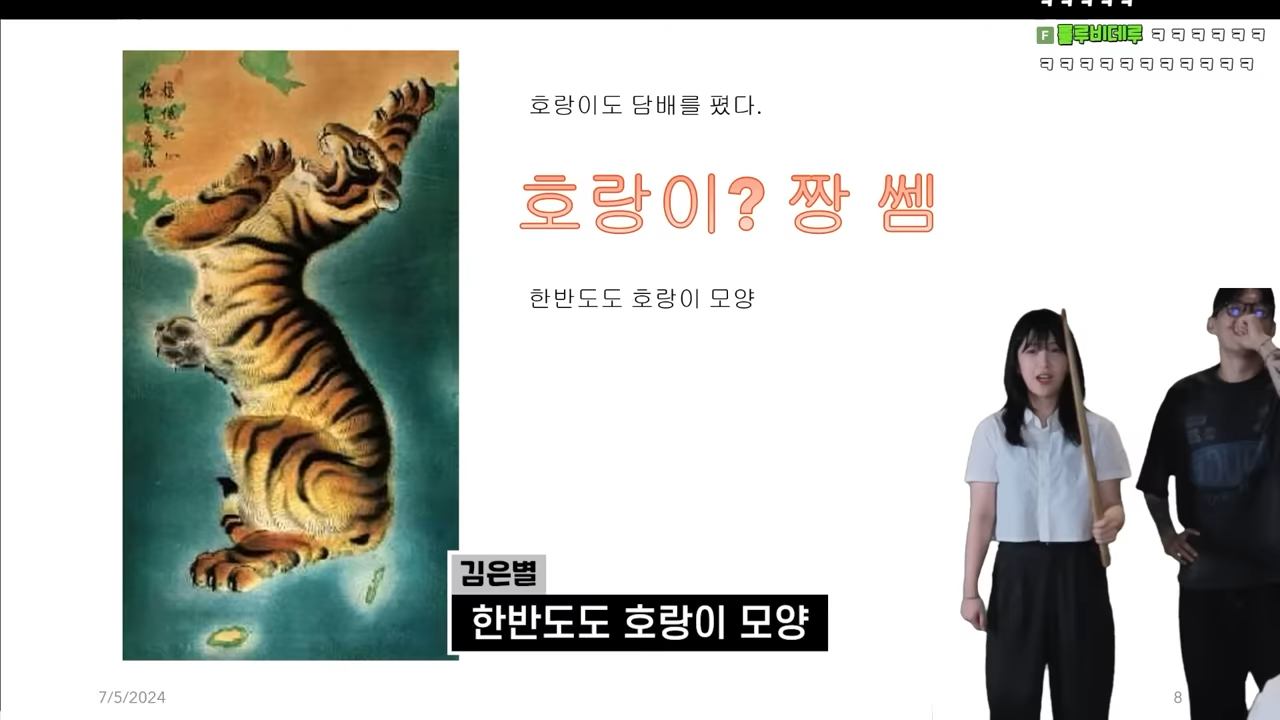 ㅋㅋㅋㅋㅋ
F 플루비데루 ㅋㅋㅋㅋㅋㅋ
ㅋㅋㅋㅋㅋㅋㅋㅋㅋㅋㅋ
호랑이도 담배를 폈다.
호랑이? 짱 쎔
한반도도 호랑이 모양
김은별
한반도도 호랑이 모양
7/5/2024
8